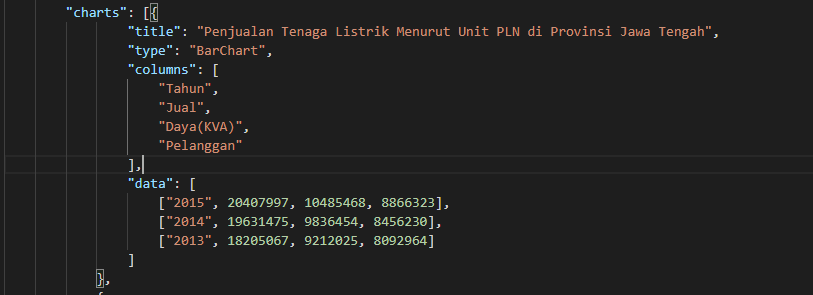 "charts": [{
"title": "Penjualan Tenaga Listrik Menurut Unit PLN di Provinsi Jawa Tengah",
"type": "BarChart",
"columns": [
"Tahun",
"Jual",
"Daya(KVA)",
"Pelanggan"
],
"data": [
["2015", 20407997, 10485468, 8866323],
["2014", 19631475, 9836454, 8456230],
["2013", 18205067, 9212025, 8092964]
]
},